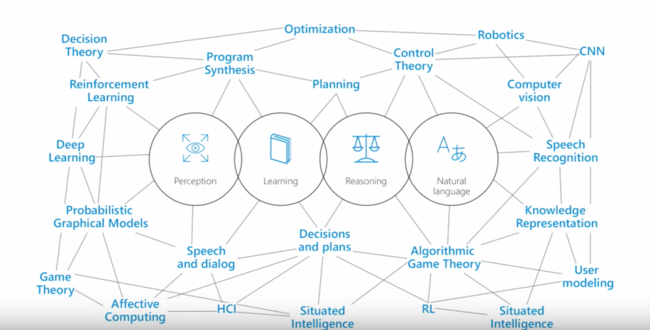 Optimization
Robotics
Decision
Theory
CNN
Program
Synthesis
Control
Theory
Reinforcement
Learning
Planning
Computer
vision
Deep
Learning
Speech
Recognition
Perception
Learning
Reasoning
Natural
language
A あ
Probabilistic
Graphical Models
Knowledge
Representation
Decisions
and plans
Speech
and dialog
Algorithmic
Game Theory
Game
Theory
User
modeling
Affective
Computing
HCI
Situated
Intelligence
RL
Situated
Intelligence